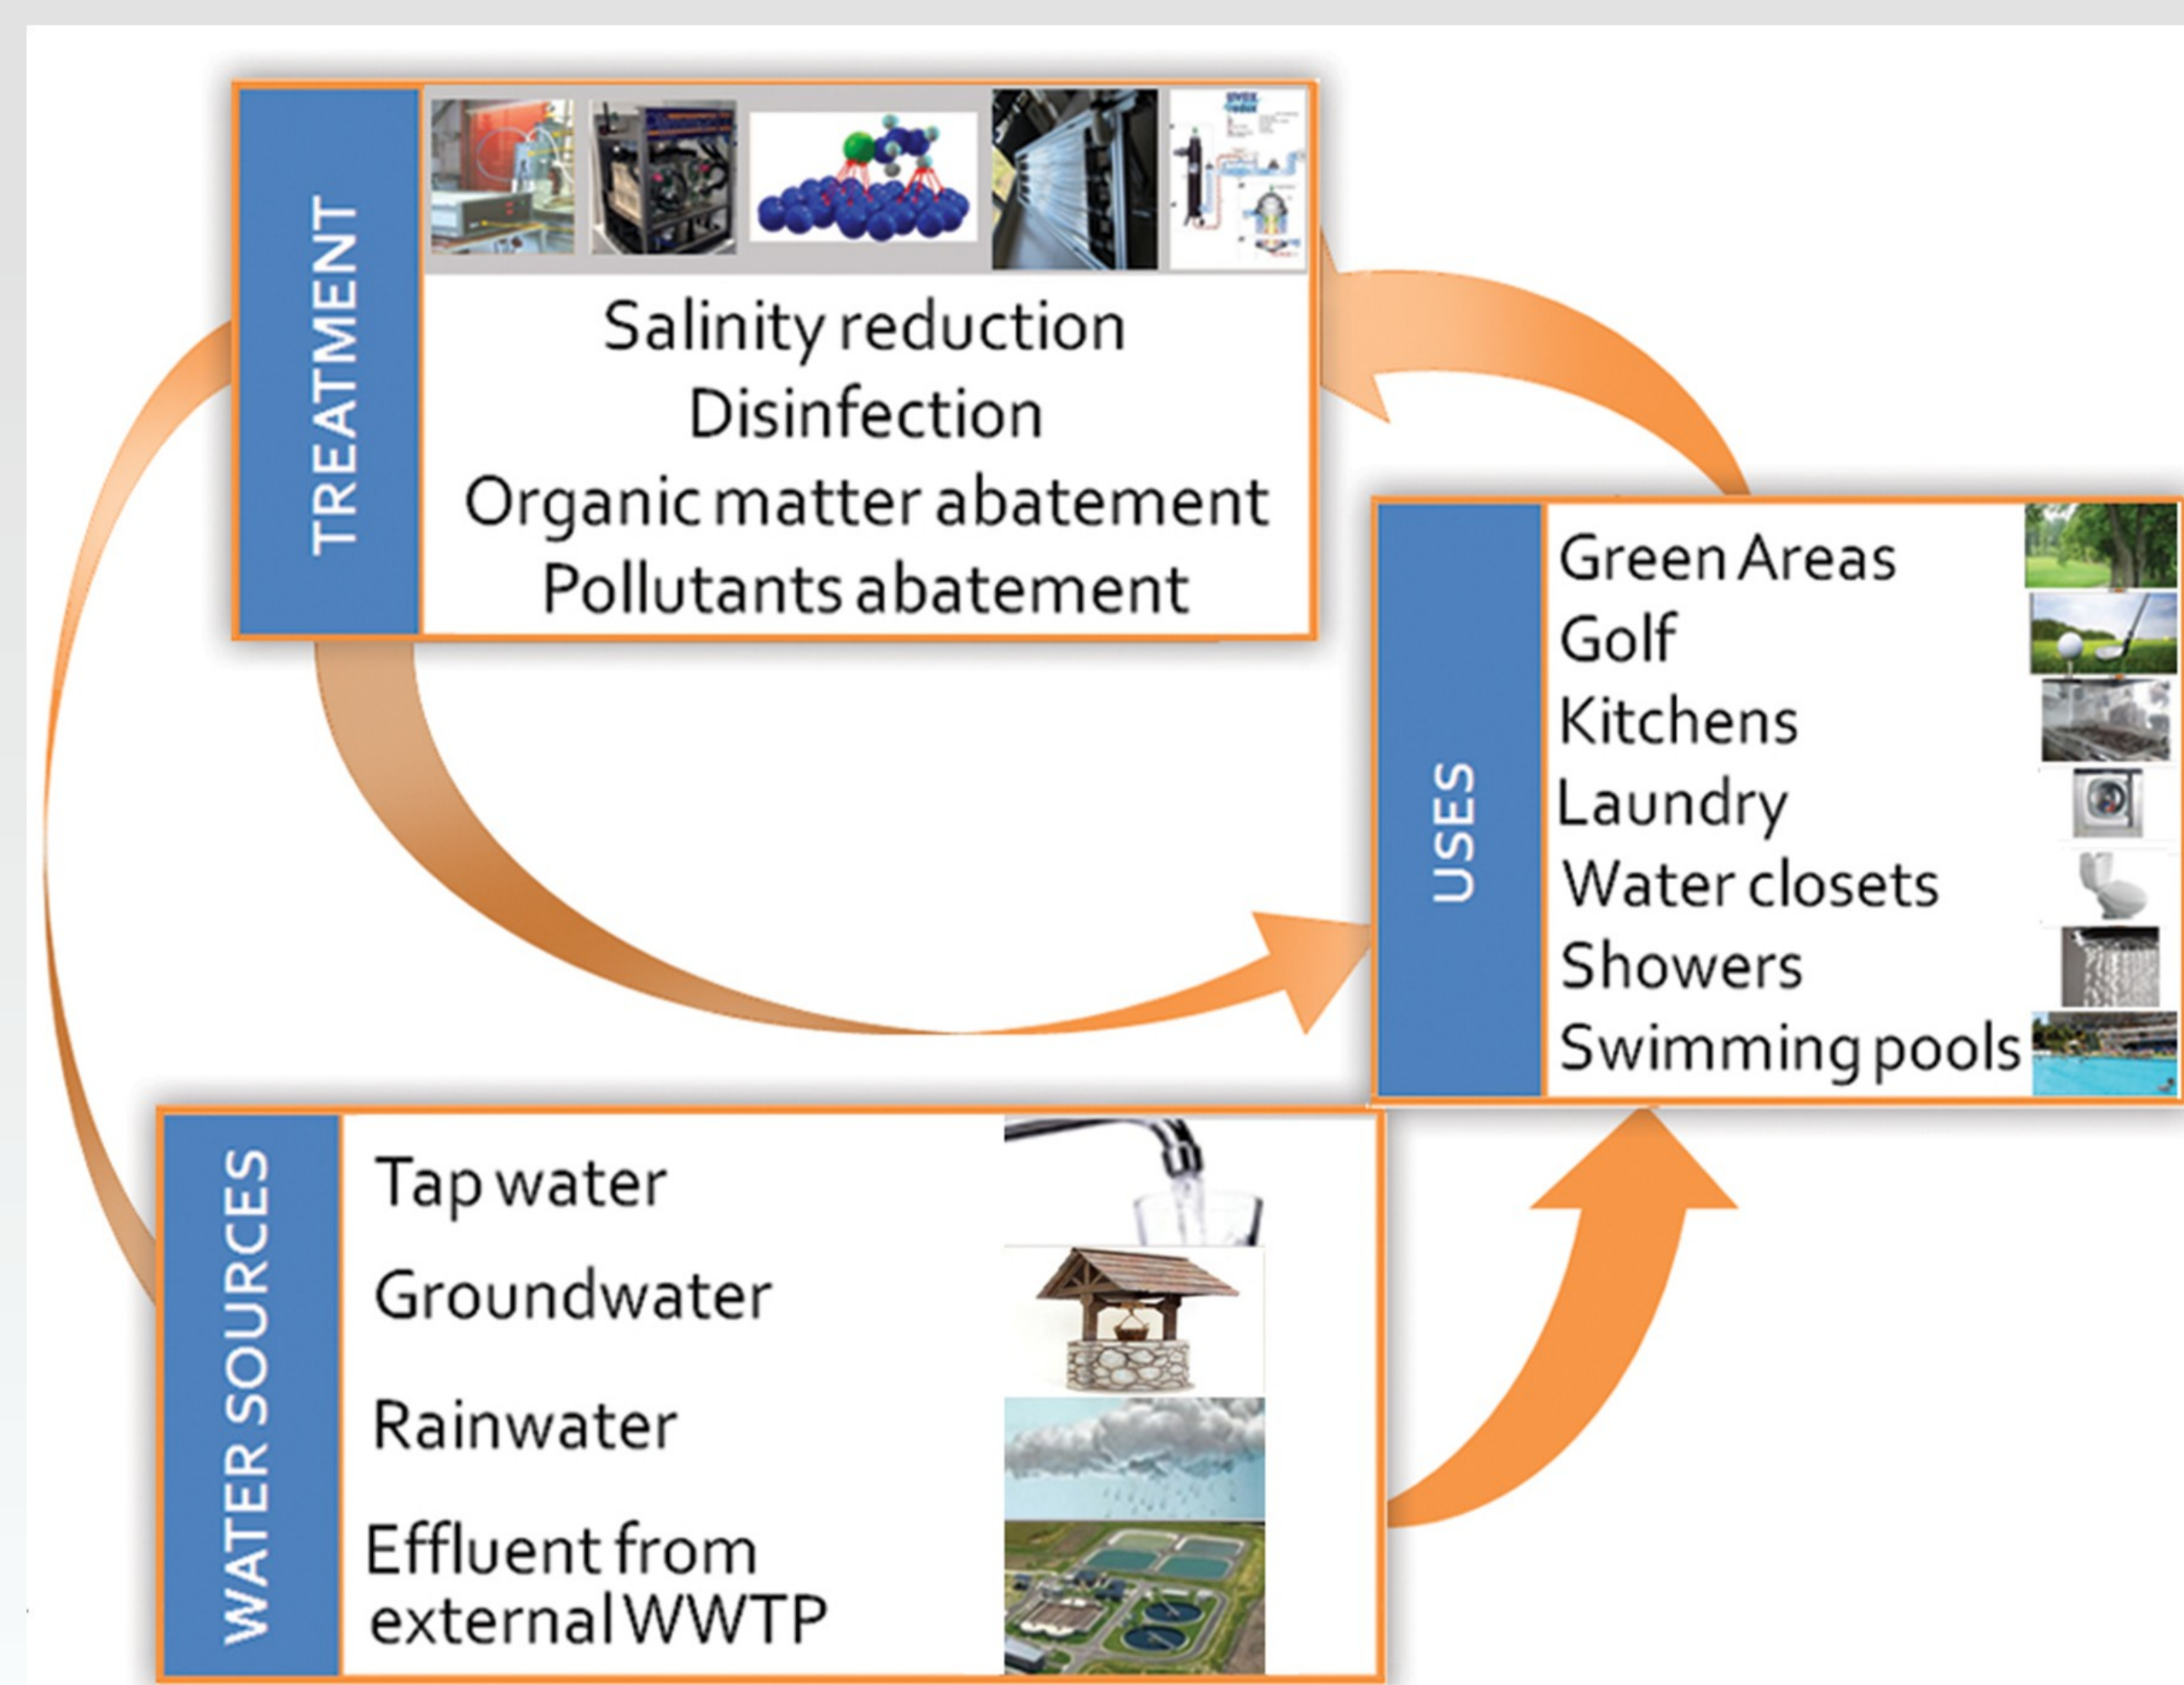 TREATMENT
Salinity reduction
Disinfection
Organic matter abatement
Pollutants abatement
USES
Green Areas
Golf
Kitchens
Laundry
Water closets
Showers
Swimming pools
WATER SOURCES
Tap water
Groundwater
Rainwater
Effluent from
external WWTP